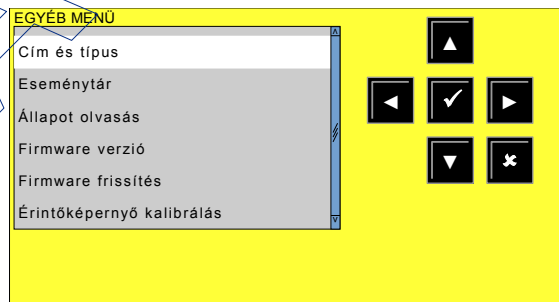 EGYÉB MENÜ
Cím és típus
Eseménytár
Állapot olvasás
Firmware verzió
Firmware frissítés
Érintőképernyő kalibrálás